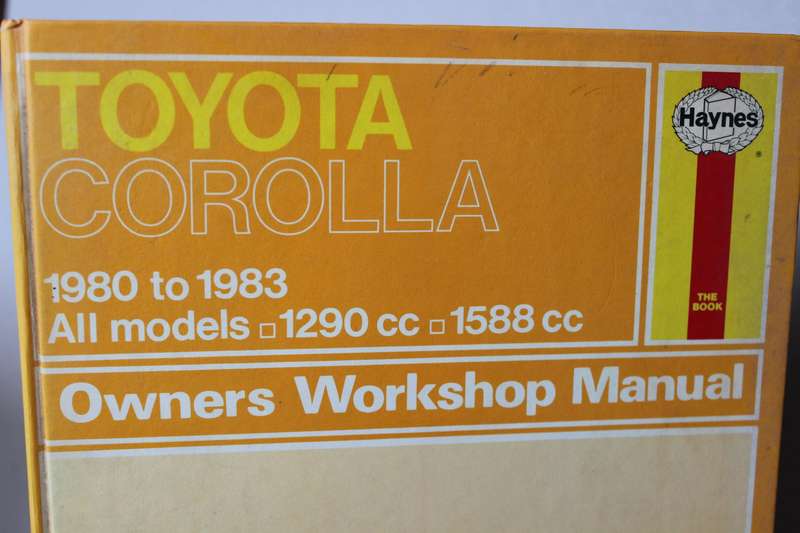 TOYOTA
COROLLA
1980 to 1983
All models □ 1290 cc □ 1588 cc
Owners Workshop Manual
Haynes
®
THE
BOOK